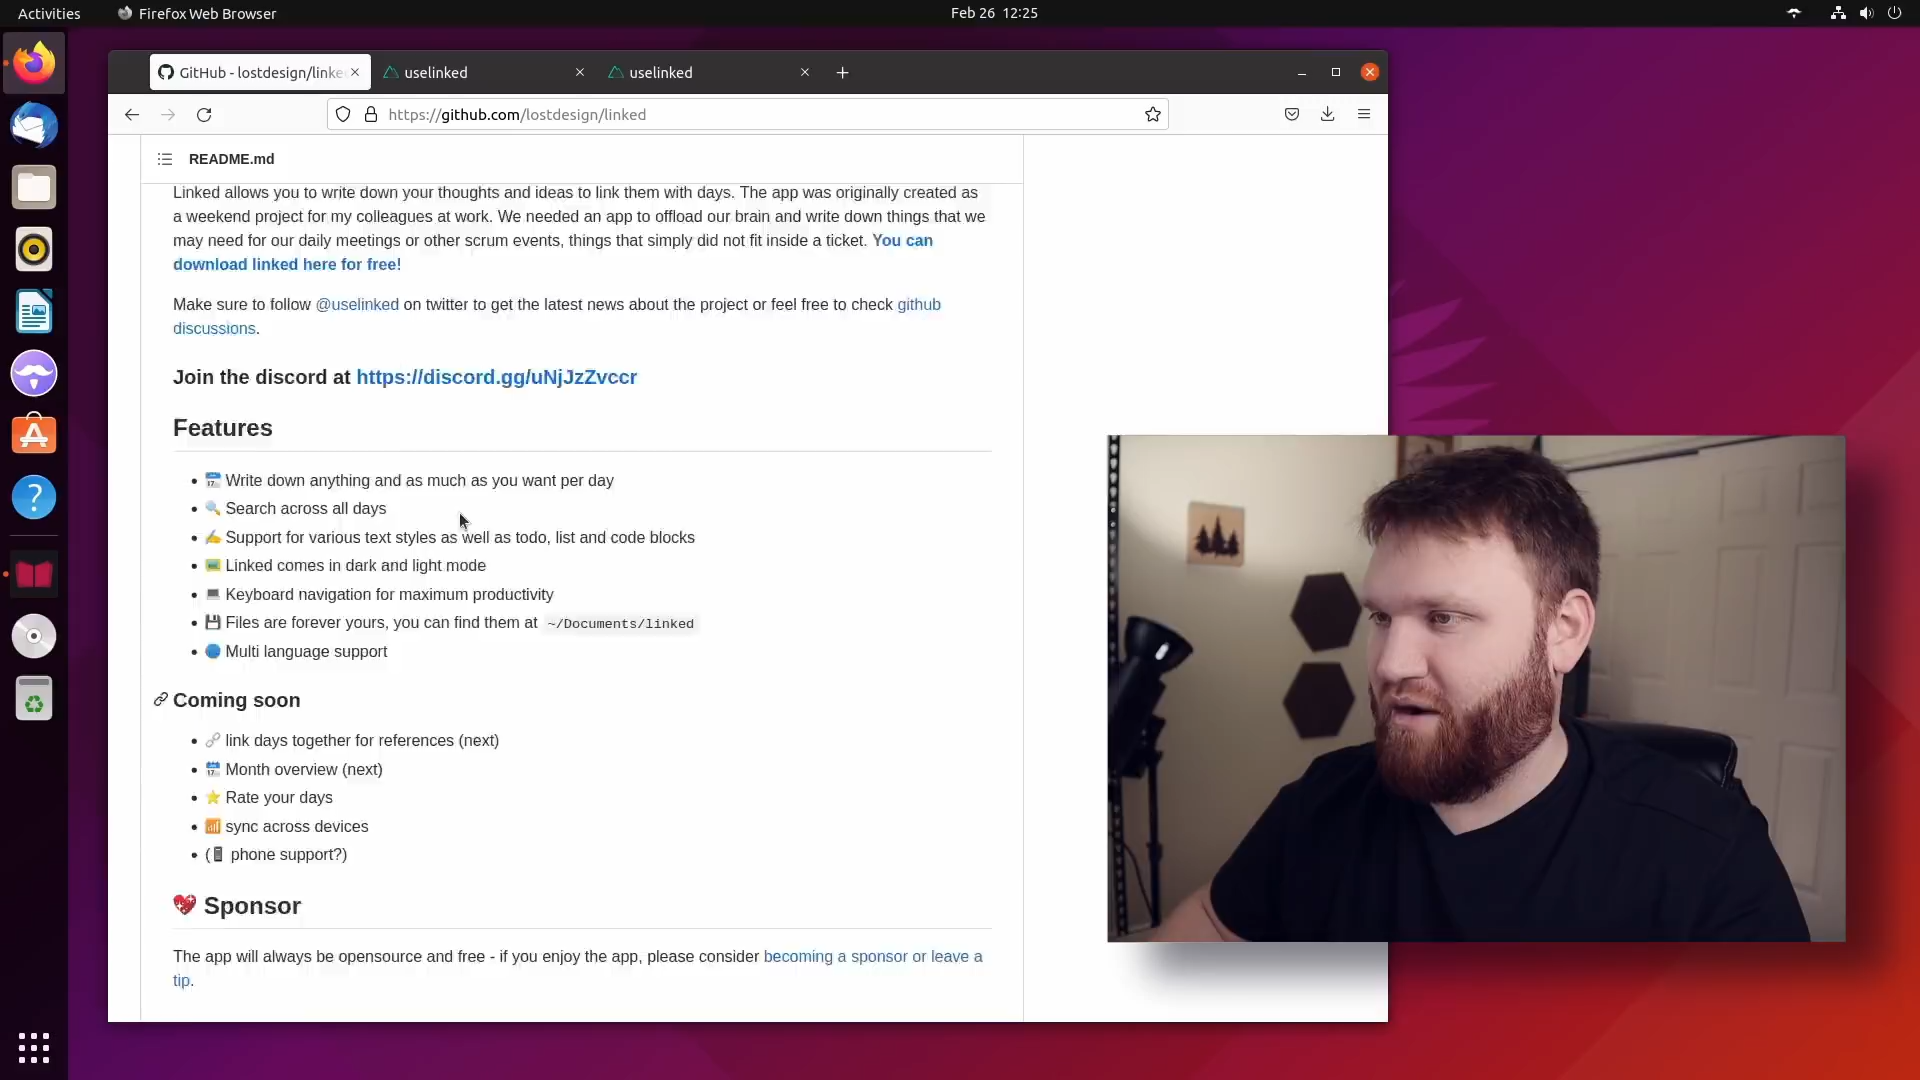 Activities
Firefox Web Browser
Feb 26 12:25
GitHub - lostdesign/linke
uselinked
uselinked
https://github.com/lostdesign/linked
README.md
Linked allows you to write down your thoughts and ideas to link them with days. The app was originally created as
a weekend project for my colleagues at work. We needed an app to offload our brain and write down things that we
may need for our daily meetings or other scrum events, things that simply did not fit inside a ticket. You can
download linked here for free!
Make sure to follow @uselinked on twitter to get the latest news about the project or feel free to check github
discussions.
Join the discord at https://discord.gg/uNjJzZvccr
Features
Write down anything and as much as you want per day
Search across all days
Support for various text styles as well as todo, list and code blocks
Linked comes in dark and light mode
Keyboard navigation for maximum productivity
Files are forever yours, you can find them at ~/Documents/linked
Multi language support
Coming soon
link days together for references (next)
Month overview (next)
Rate your days
sync across devices
(📱 phone support?)
Sponsor
The app will always be opensource and free - if you enjoy the app, please consider becoming a sponsor or leave a
tip.